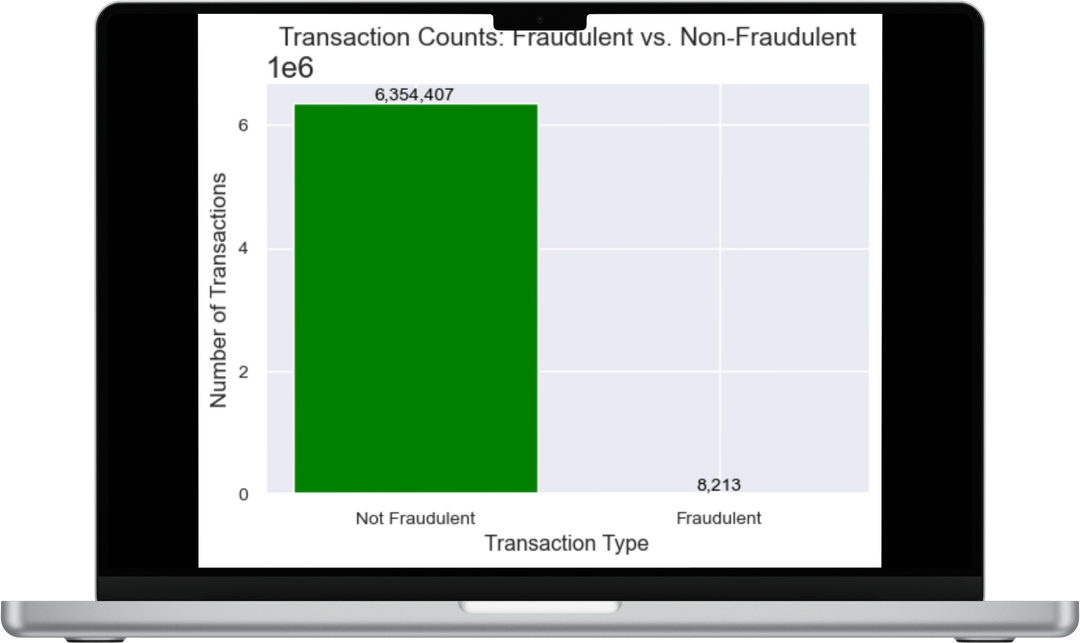 Transaction Counts: Fraudulent vs. Non-Fraudulent
1e6
6,354,407
6
4
2
0
Number of Transactions
8,213
Not Fraudulent
Fraudulent
Transaction Type